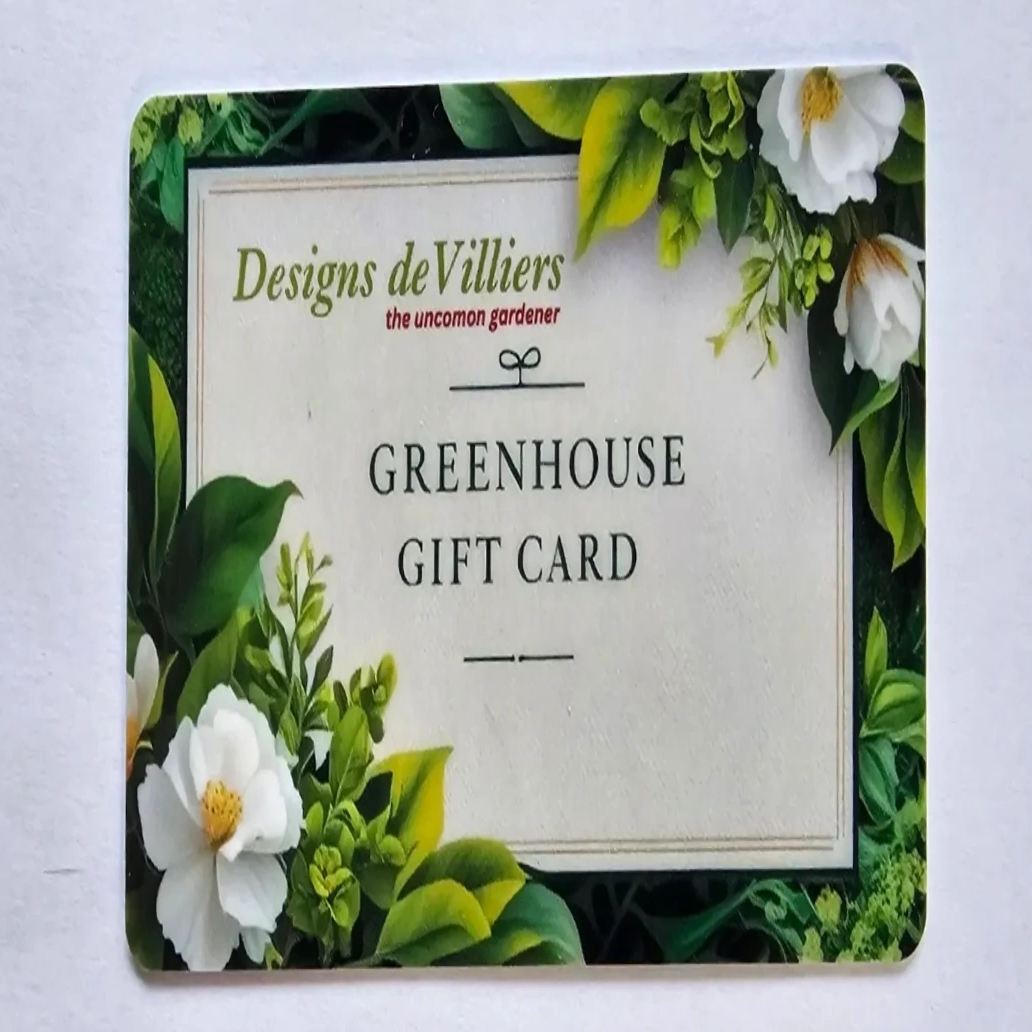 Designs deVilliers
the uncomon gardener
GREENHOUSE
GIFT CARD